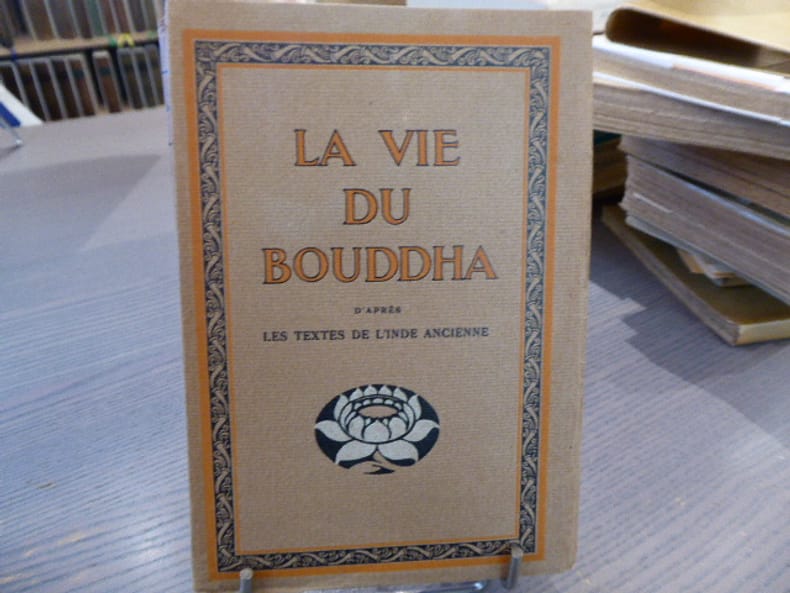 LA VIE
DU
BOUDDHA
D'APRÈS
LES TEXTES DE L'INDE ANCIENNE